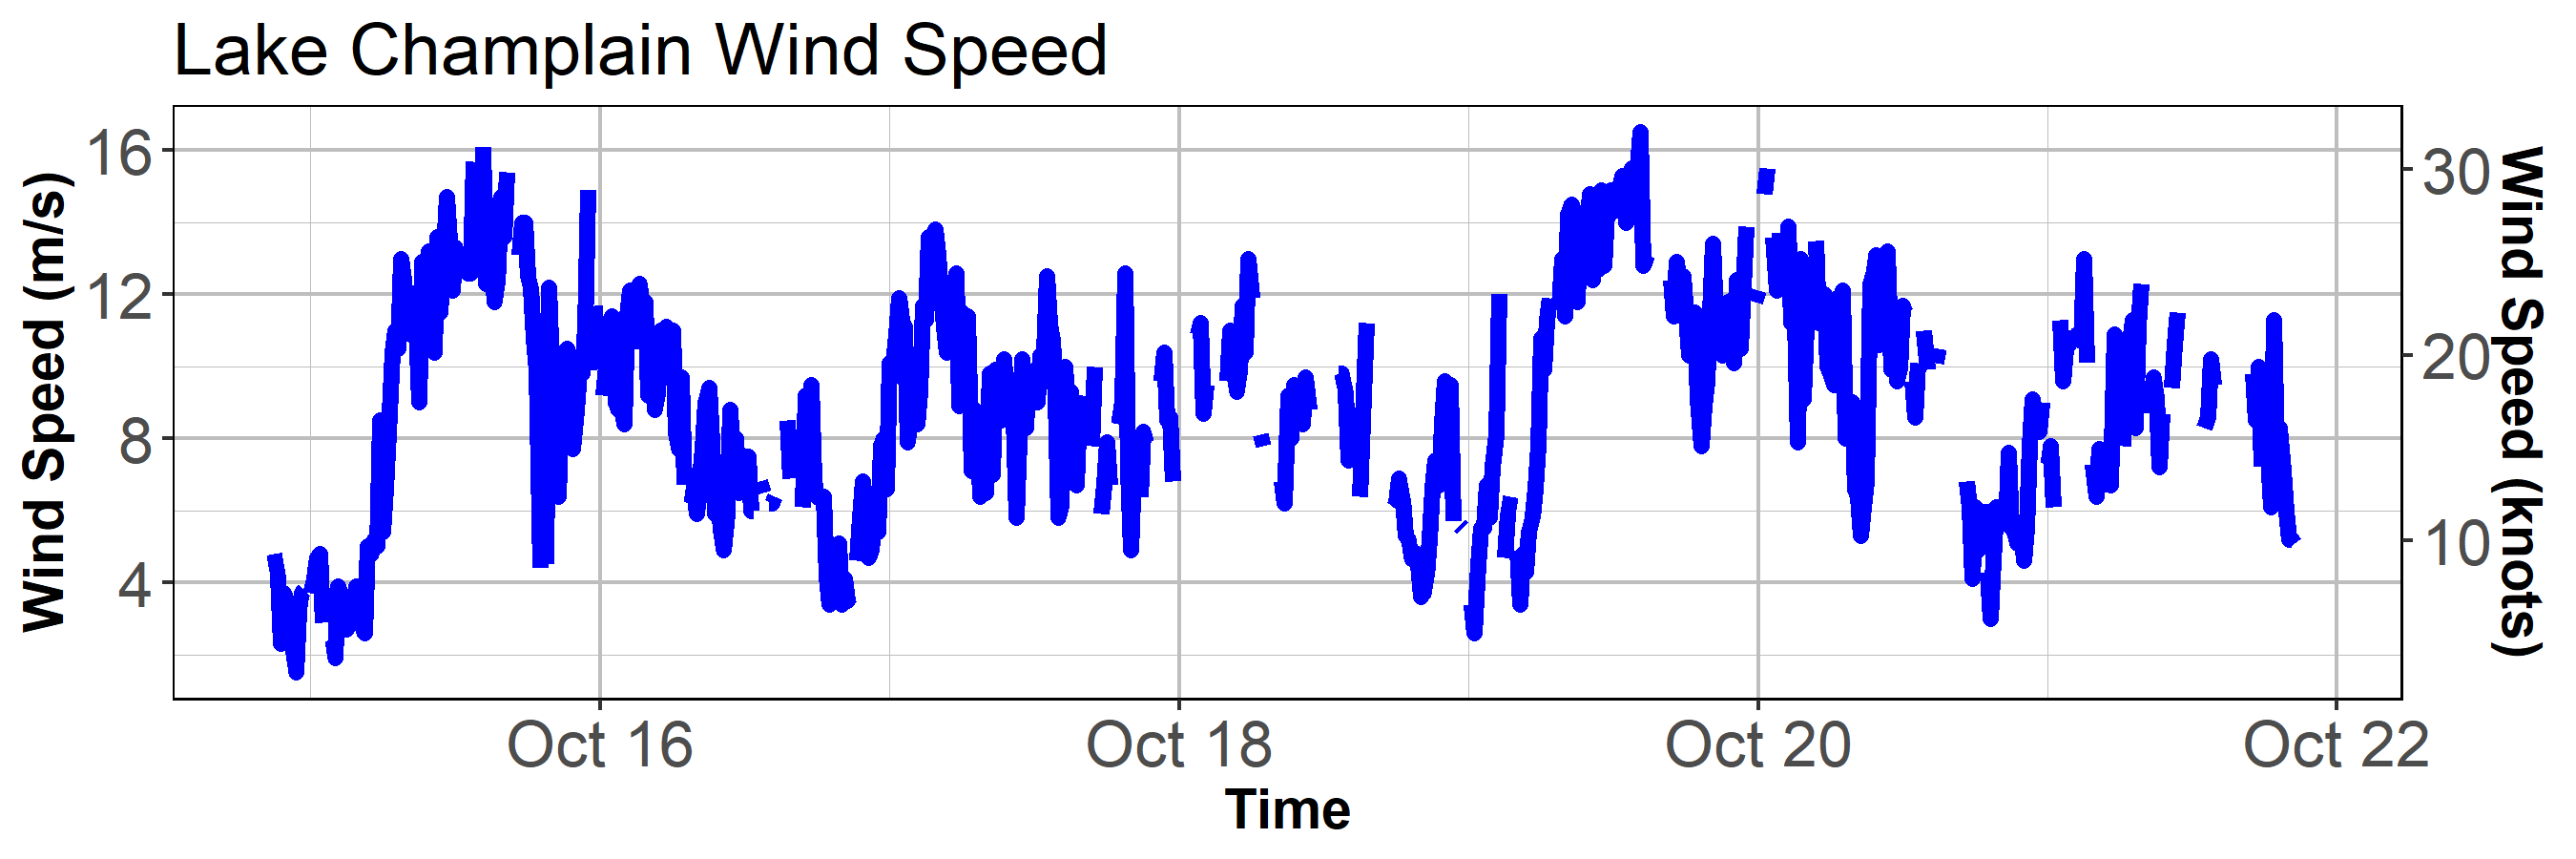 Lake Champlain Wind Speed
Wind Speed (m/s)
16
12
8
4
30
20
10
Wind Speed (knots)
Oct 16
Oct 18
Oct 20
Oct 22
Time